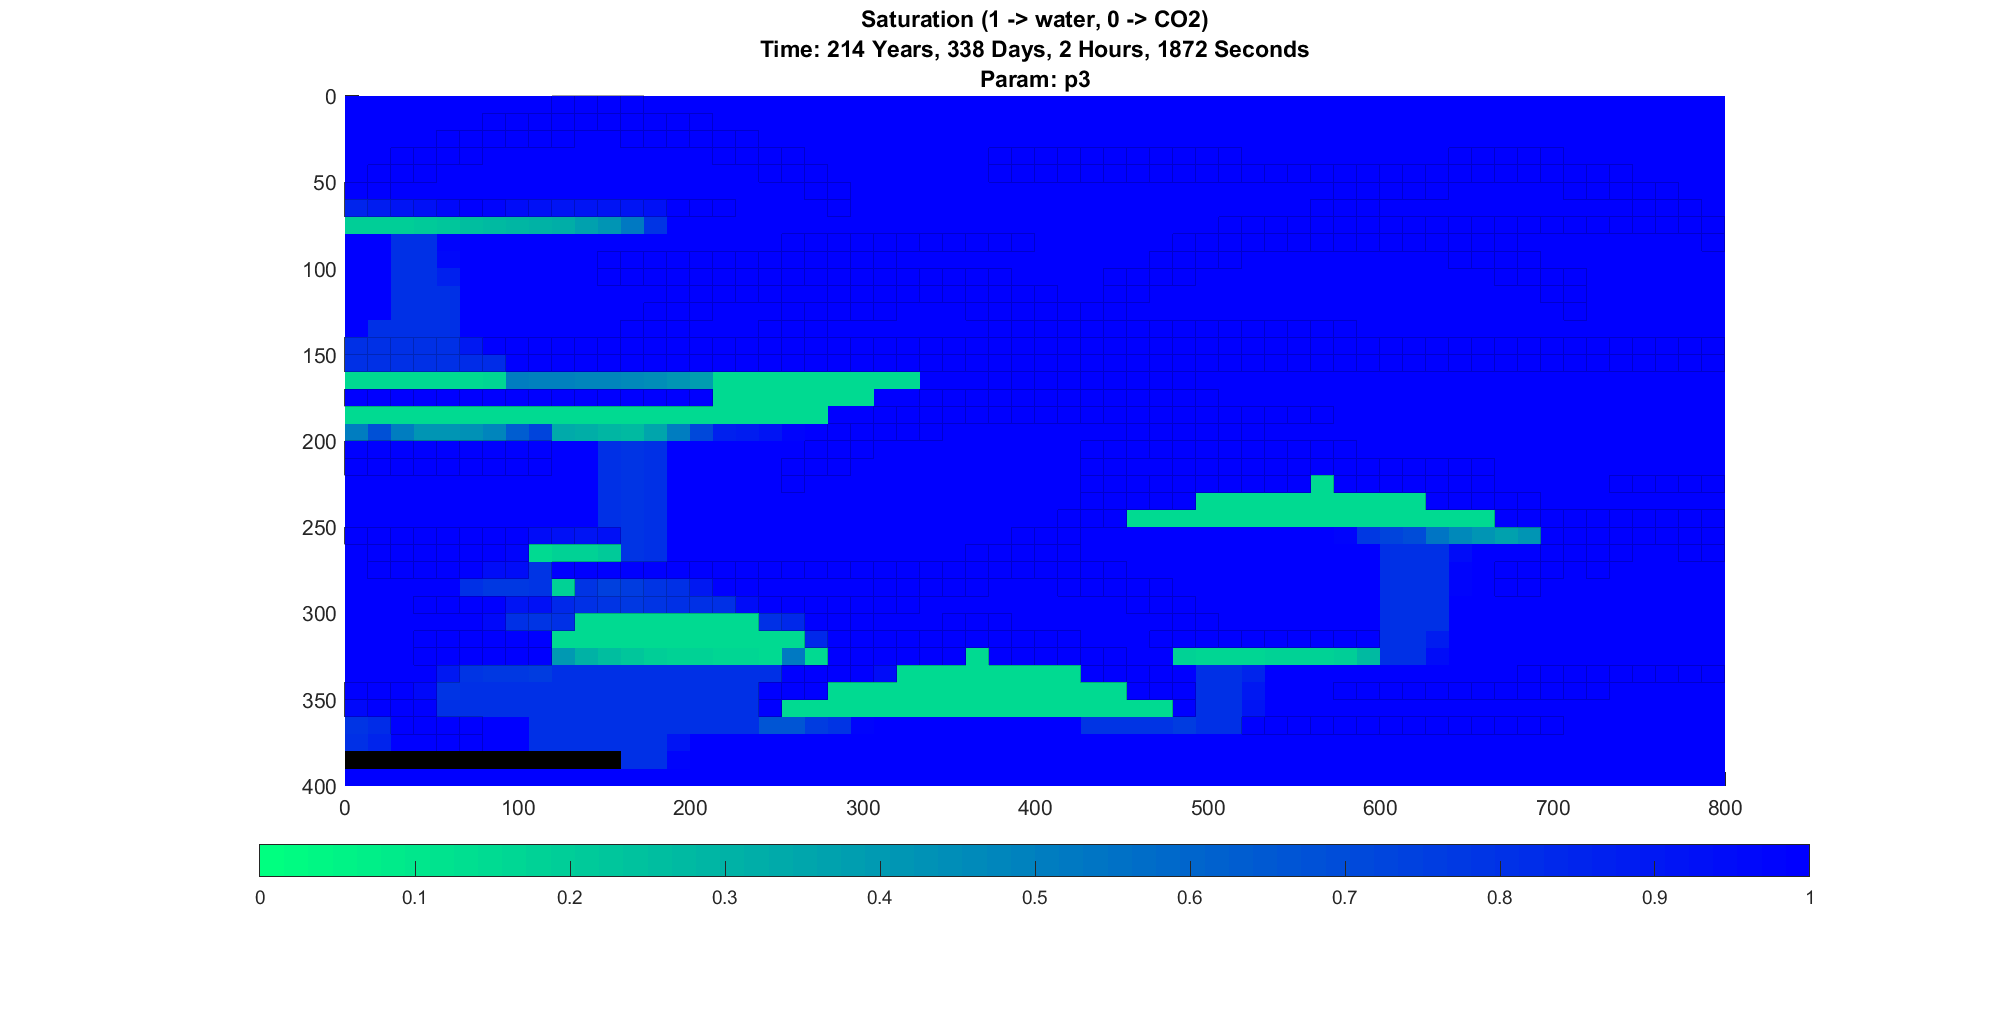 Saturation (1 -> water, 0 -> CO2)
Time: 214 Years, 338 Days, 2 Hours, 1872 Seconds
Param: p3
0
50
100
150
200
250
300
350
400
0 100 200 300 400 500 600 700 800
0 0.1 0.2 0.3 0.4 0.5 0.6 0.7 0.8 0.9 1